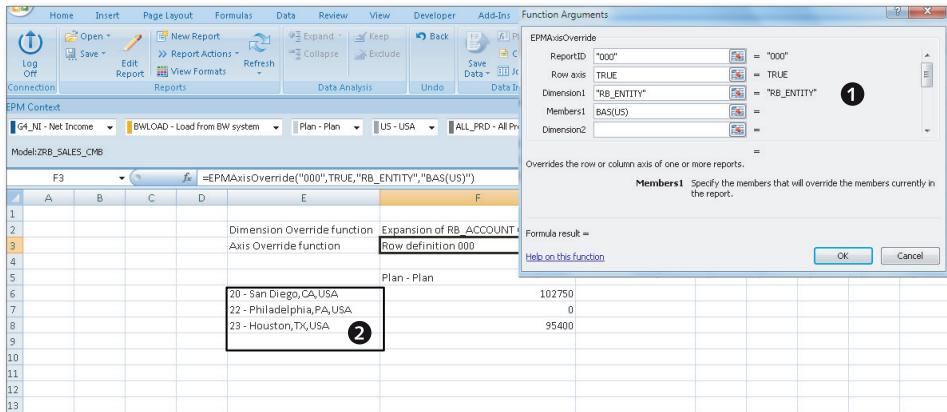 Home Insert Page Layout Formulas Data Review View Developer Add-Ins Function Arguments
Log Off
Open
Save
Edit Report
New Report
Report Actions
View Formats
Refresh
Expand
Collapse
Keep
Exclude
Back
Save Data
Connection Reports Data Analysis Undo
EPM Context
G4_NI - Net Income BWLOAD - Load from BW system Plan - Plan US - USA ALL_PRD - All
Model:ZRB_SALES_CMB
F3 fx =EPMAxisOverride("000",TRUE,"RB_ENTITY","BAS(US)")
A B C D E F
1
2 Dimension Override function Expansion of RB_ACCOUNT
3 Axis Override function Row definition 000
4
5 Plan - Plan
6 20 - San Diego,CA,USA 102750
7 22 - Philadelphia,PA,USA 0
8 23 - Houston,TX,USA 95400
9
10
11
12
13
2
EPMAxisOverride
ReportID "000" = "000"
Row axis TRUE = TRUE
Dimension1 "RB_ENTITY" = "RB_ENTITY"
Members1 BAS(US) =
Dimension2 =
=
1
Overrides the row or column axis of one or more reports.
Members1 Specify the members that will override the members currently in
the report.
Formula result =
Help on this function
OK Cancel